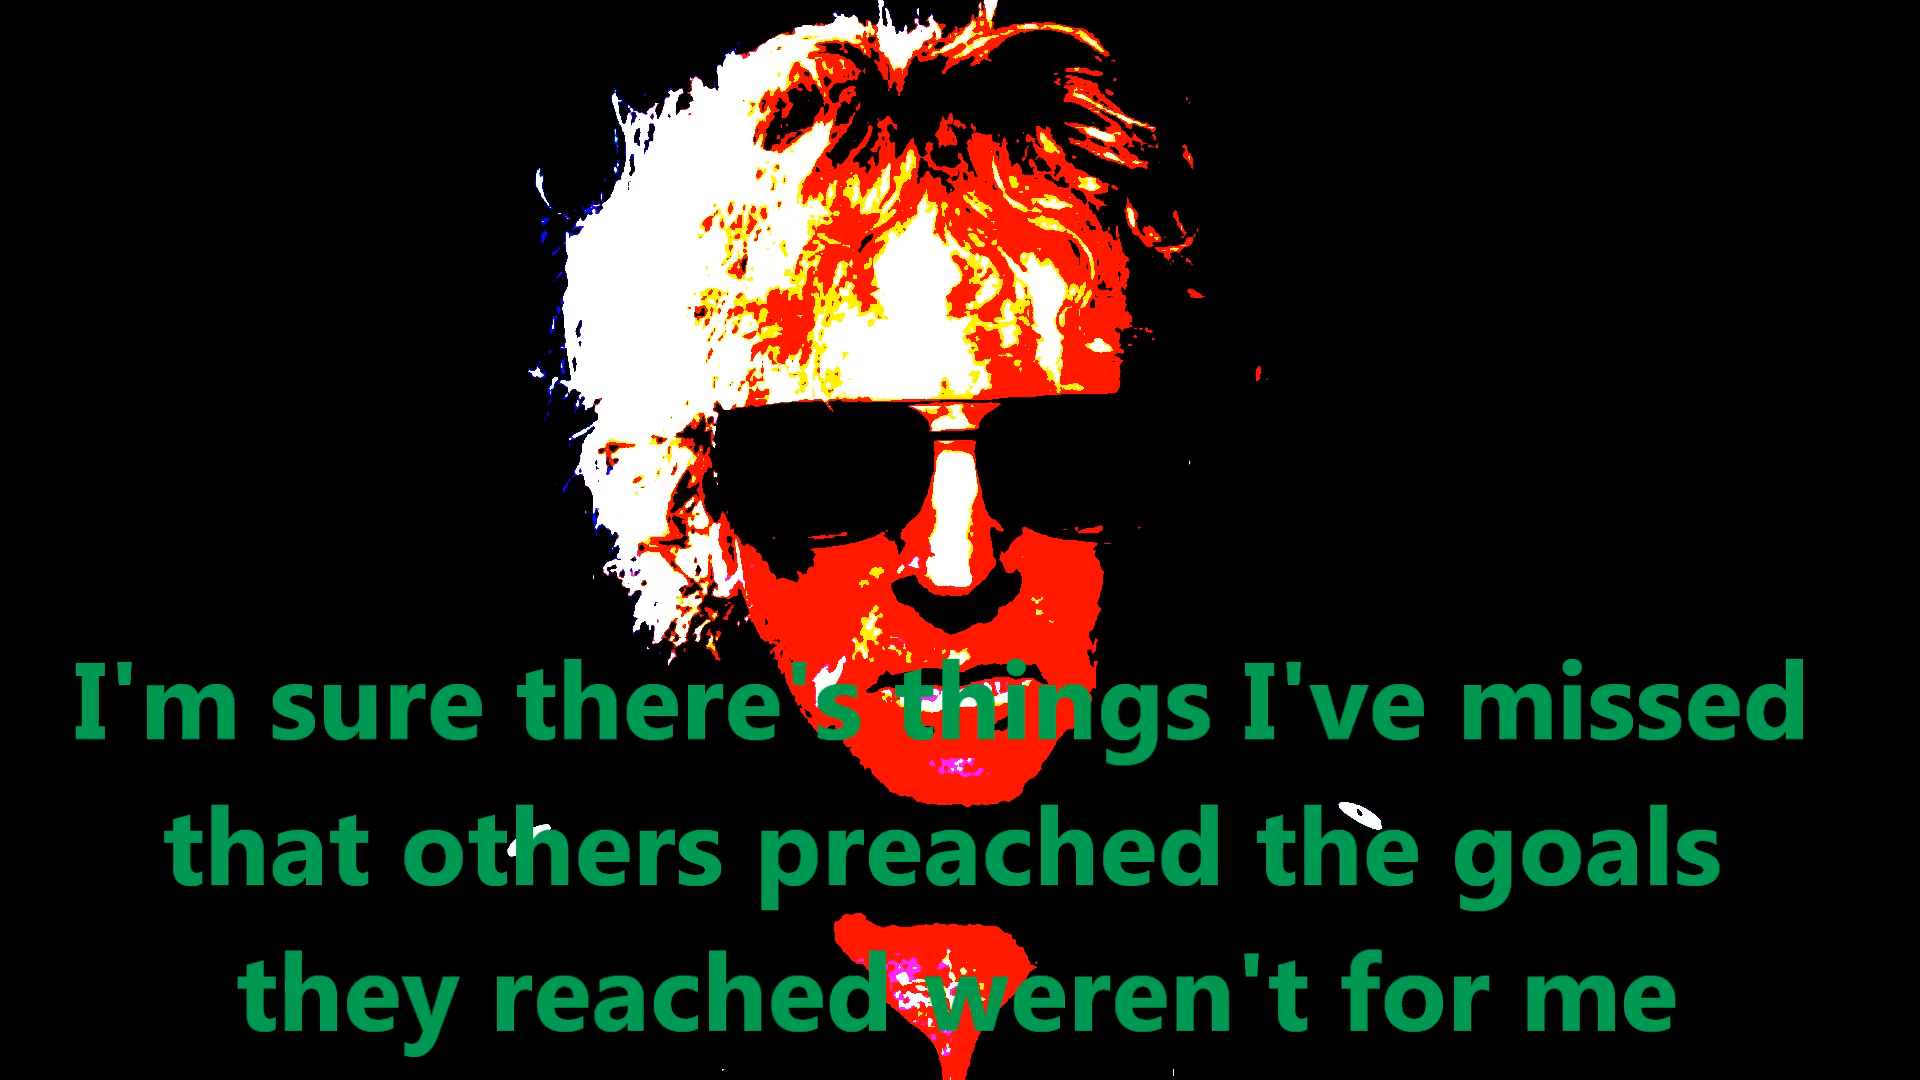 I'm sure there's things I've missed
that others preached the goals
they reached weren't for me